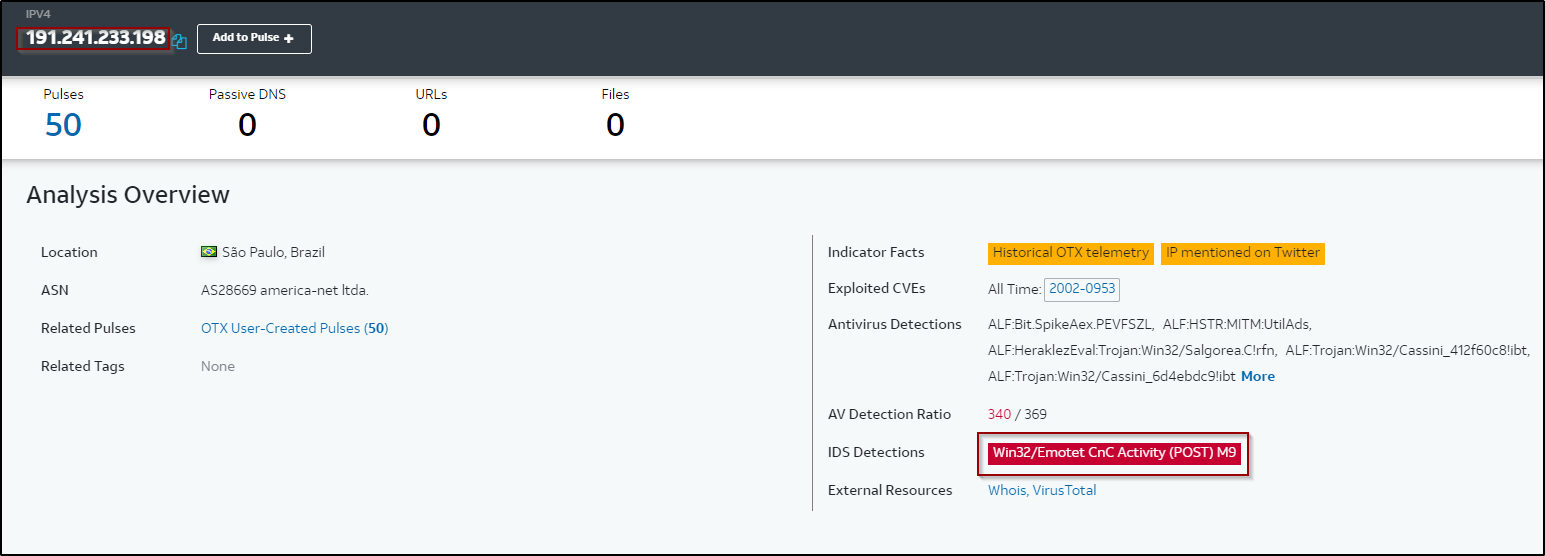 IPV4
191.241.233.198
Add to Pulse +
Pulses Passive DNS URLs Files
50 0 0 0
Analysis Overview
Location São Paulo, Brazil
ASN AS28669 america-net ltda.
Related Pulses OTX User-Created Pulses (50)
Related Tags None
Indicator Facts Historical OTX telemetry IP mentioned on Twitter
Exploited CVEs All Time: 2002-0953
Antivirus Detections ALF:Bit.SpikeAex.PEVFSZL, ALF:HSTR:MITM:UtilAds,
ALF:HeraklezEval:Trojan:Win32/Salgorea.C!rfn, ALF:Trojan:Win32/Cassini_412f60c8!ibt,
ALF:Trojan:Win32/Cassini_6d4ebdc9!ibt More
AV Detection Ratio 340 / 369
IDS Detections Win32/Emotet CnC Activity (POST) M9
External Resources Whois, VirusTotal